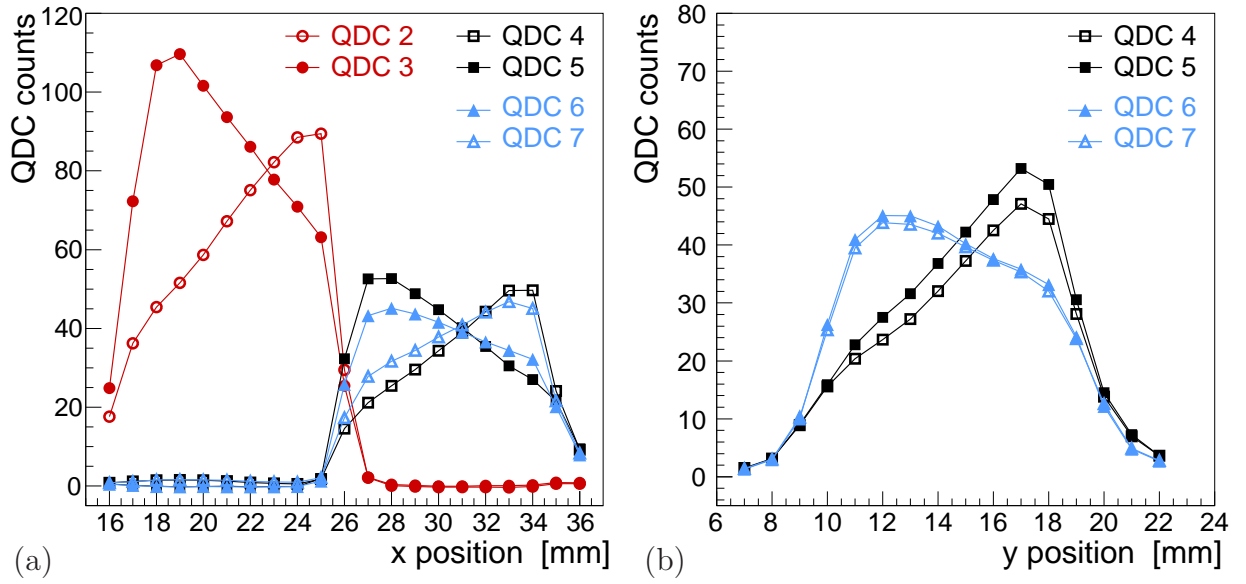 QDC counts
120
100
80
60
40
20
0
QDC 2
QDC 3
QDC 4
QDC 5
QDC 6
QDC 7
16 18 20 22 24 26 28 30 32 34 36
x position [mm]
(a)
QDC counts
80
70
60
50
40
30
20
10
0
QDC 4
QDC 5
QDC 6
QDC 7
6 8 10 12 14 16 18 20 22 24
y position [mm]
(b)